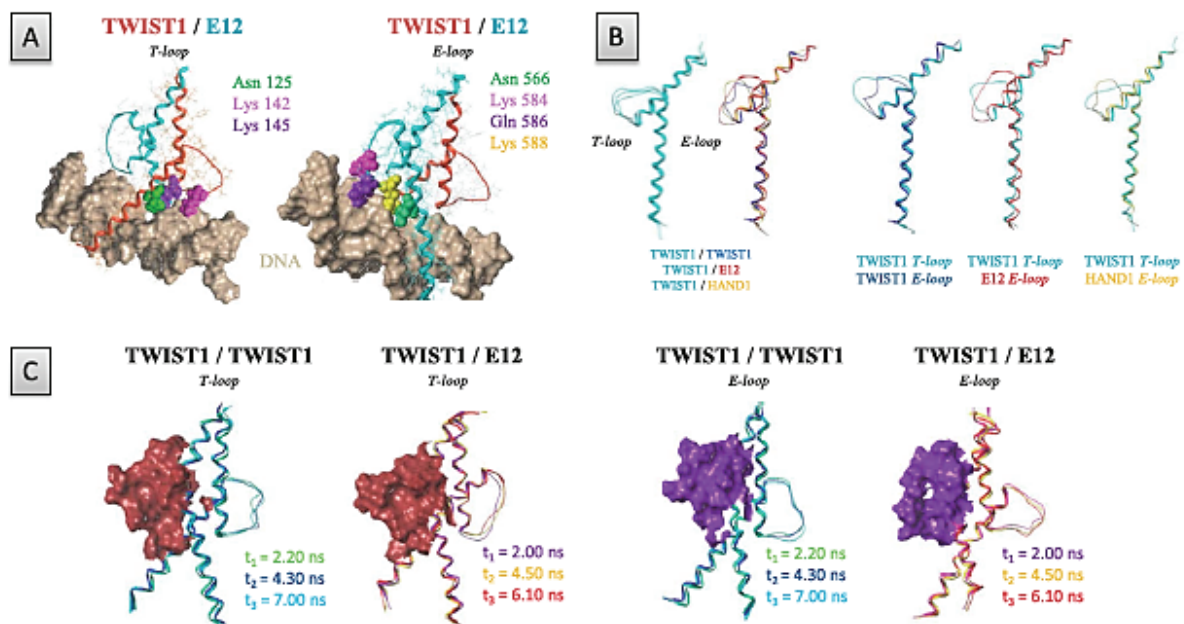 A
TWIST1 / E12
T-loop
Asn 125
Lys 142
Lys 145
TWIST1 / E12
E-loop
Asn 566
Lys 584
Gln 586
Lys 588
DNA
B
T-loop
E-loop
TWIST1 / TWIST1
TWIST1 / E12
TWIST1 / HAND1
TWIST1 T-loop
TWIST1 E-loop
TWIST1 T-loop
E12 E-loop
TWIST1 T-loop
HAND1 E-loop
C
TWIST1 / TWIST1
T-loop
t₁ = 2.20 ns
t₂ = 4.30 ns
t₃ = 7.00 ns
TWIST1 / E12
T-loop
t₁ = 2.00 ns
t₂ = 4.50 ns
t₃ = 6.10 ns
TWIST1 / TWIST1
E-loop
t₁ = 2.20 ns
t₂ = 4.30 ns
t₃ = 7.00 ns
TWIST1 / E12
E-loop
t₁ = 2.00 ns
t₂ = 4.50 ns
t₃ = 6.10 ns